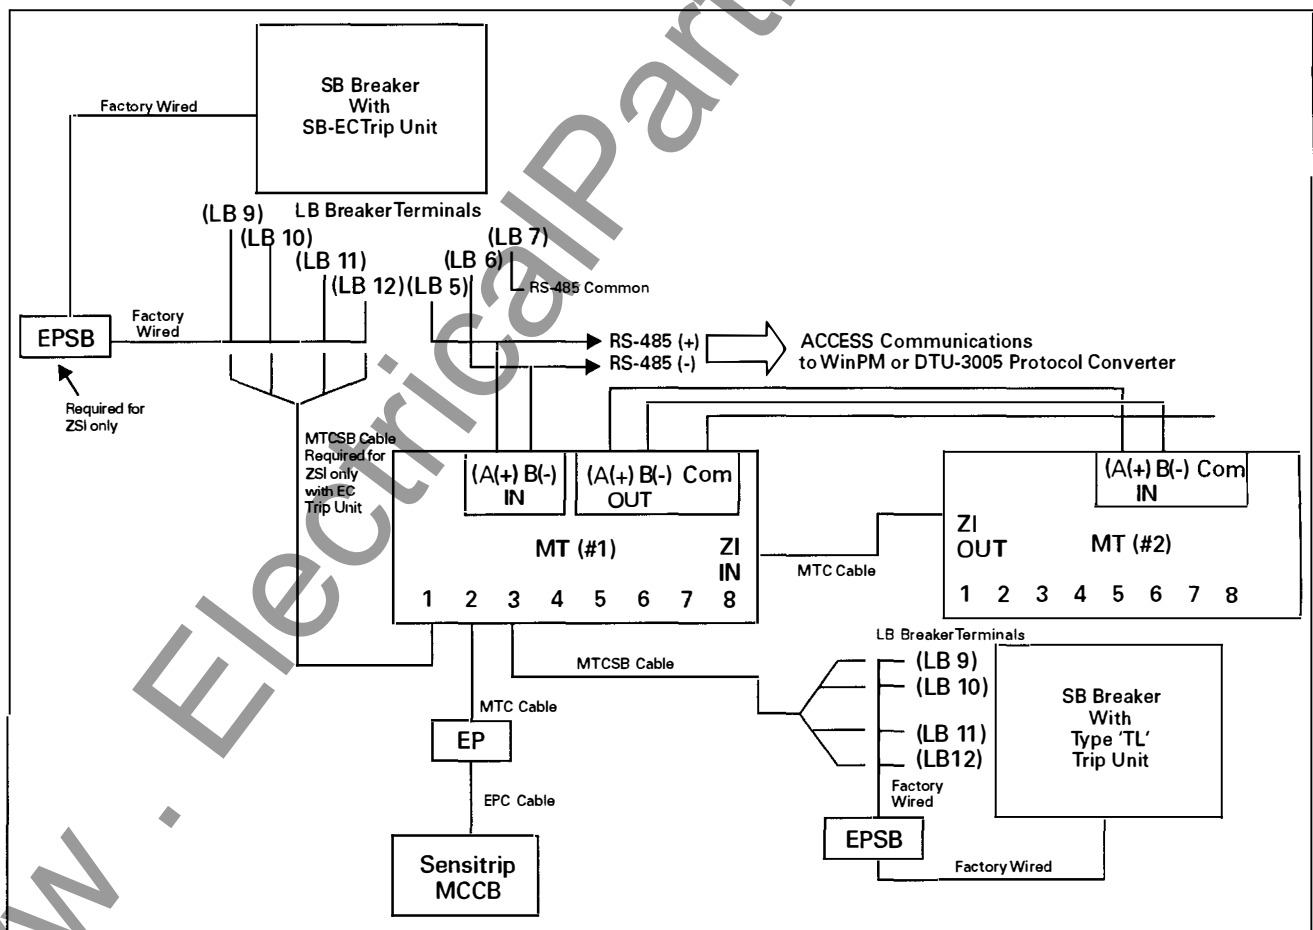 SB Breaker
With
SB-ECTrip Unit
Factory Wired
LB BreakerTerminals
(LB 9)
(LB 10)
(LB 11)
(LB 12)
(LB 5)
(LB 6)
(LB 7)
RS-485 Common
EPSB
Factory
Wired
Required for
ZSI only
RS-485 (+)
RS-485 (-)
ACCESS Communications
to WinPM or DTU-3005 Protocol Converter
MTCSB Cable
Required for
ZSI only
with EC
Trip Unit
(A(+) B(-)
IN
(A(+) B(-) Com
OUT
MT (#1)
ZI
IN
1 2 3 4 5 6 7 8
MTC Cable
(A(+) B(-) Com
IN
ZI
OUT
MT (#2)
1 2 3 4 5 6 7 8
MTCSB Cable
LB BreakerTerminals
(LB 9)
(LB 10)
(LB 11)
(LB12)
SB Breaker
With
Type 'TL'
Trip Unit
Factory
Wired
EPSB
Factory Wired
MTC Cable
EP
EPC Cable
Sensitrip
MCCB
w . ElectricalPart